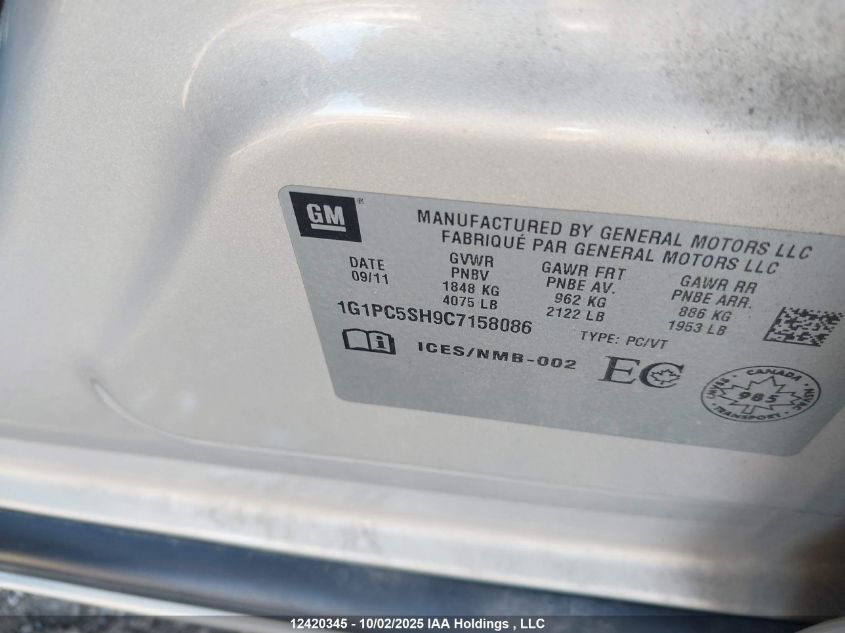 GM
MANUFACTURED BY GENERAL MOTORS LLC
FABRIQUÉ PAR GENERAL MOTORS LLC
DATE GVWR GAWR FRT GAWR RR
09/11 PNBV PNBE AV. PNBE ARR.
1848 KG 962 KG 886 KG
4075 LB 2122 LB 1953 LB
1G1PC5SH9C7158086 TYPE: PC/VT
ICES/NMB-002 EC
CANADA
LMVSS 985 NSVAC
TRANSPORT
12420345 - 10/02/2025 IAA Holdings , LLC